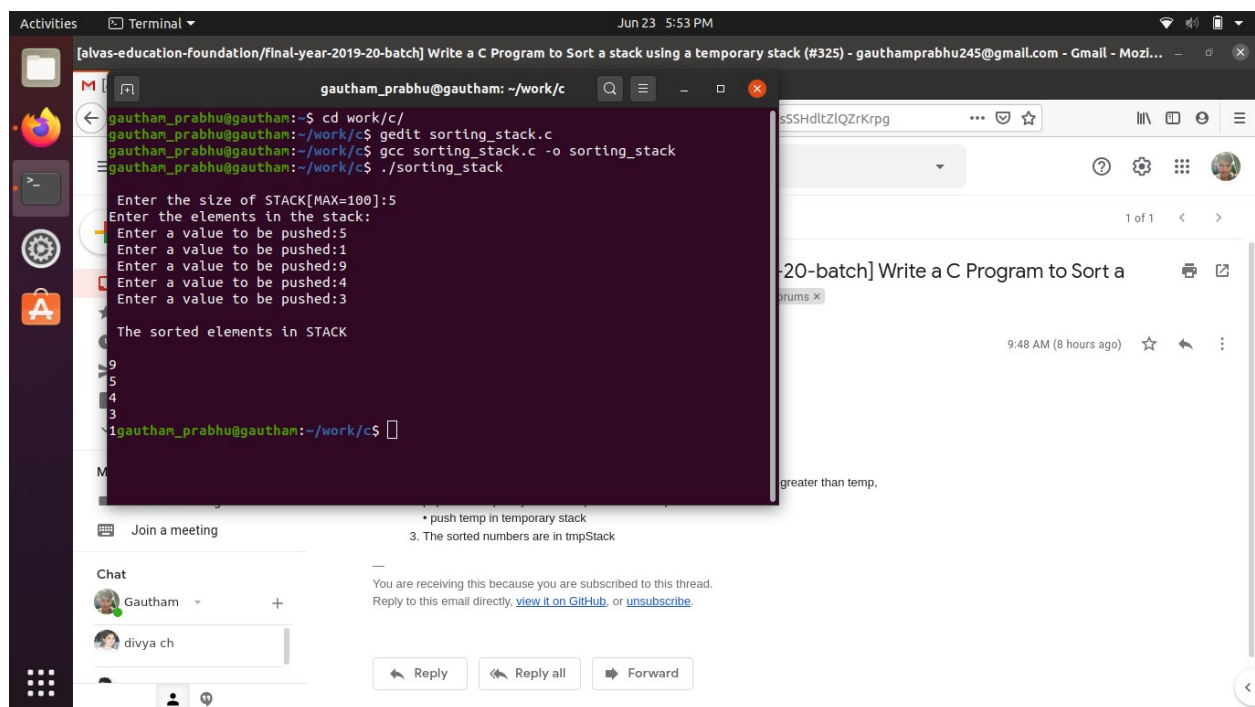 Activities
Terminal
Jun 23 5:53 PM
[alvas-education-foundation/final-year-2019-20-batch] Write a C Program to Sort a stack using a temporary stack (#325) - gauthamprabhu245@gmail.com - Gmail - Mozi...
gautham_prabhu@gautham: ~/work/c
gautham_prabhu@gautham:~$ cd work/c/
gautham_prabhu@gautham:~/work/c$ gedit sorting_stack.c
gautham_prabhu@gautham:~/work/c$ gcc sorting_stack.c -o sorting_stack
gautham_prabhu@gautham:~/work/c$ ./sorting_stack
Enter the size of STACK[MAX=100]:5
Enter the elements in the stack:
Enter a value to be pushed:5
Enter a value to be pushed:1
Enter a value to be pushed:9
Enter a value to be pushed:4
Enter a value to be pushed:3
The sorted elements in STACK
9
5
4
3
1gautham_prabhu@gautham:~/work/c$
sSSHdltZlQZrKrpg
1 of 1
-20-batch] Write a C Program to Sort a
9:48 AM (8 hours ago)
greater than temp,
• push temp in temporary stack
3. The sorted numbers are in tmpStack
—
You are receiving this because you are subscribed to this thread.
Reply to this email directly, view it on GitHub, or unsubscribe.
Reply
Reply all
Forward
M
Join a meeting
Chat
Gautham
divya ch